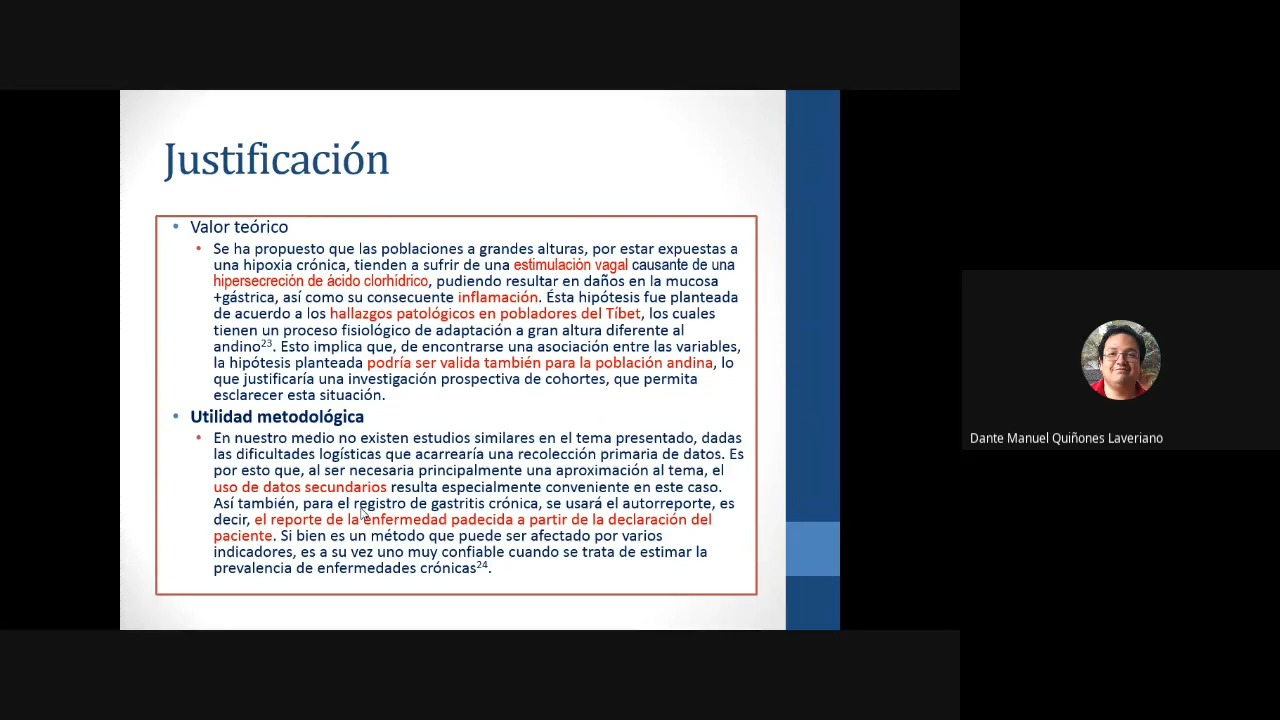 Justificación
• Valor teórico
• Se ha propuesto que las poblaciones a grandes alturas, por estar expuestas a
una hipoxia crónica, tienden a sufrir de una estimulación vagal causante de una
hipersecreción de ácido clorhídrico, pudiendo resultar en daños en la mucosa
+gástrica, así como su consecuente inflamación. Ésta hipótesis fue planteada
de acuerdo a los hallazgos patológicos en pobladores del Tíbet, los cuales
tienen un proceso fisiológico de adaptación a gran altura diferente al
andino23. Esto implica que, de encontrarse una asociación entre las variables,
la hipótesis planteada podría ser valida también para la población andina, lo
que justificaría una investigación prospectiva de cohortes, que permita
esclarecer esta situación.
• Utilidad metodológica
• En nuestro medio no existen estudios similares en el tema presentado, dadas
las dificultades logísticas que acarrearía una recolección primaria de datos. Es
por esto que, al ser necesaria principalmente una aproximación al tema, el
uso de datos secundarios resulta especialmente conveniente en este caso.
Así también, para el registro de gastritis crónica, se usará el autorreporte, es
decir, el reporte de la enfermedad padecida a partir de la declaración del
paciente. Si bien es un método que puede ser afectado por varios
indicadores, es a su vez uno muy confiable cuando se trata de estimar la
prevalencia de enfermedades crónicas24.
Dante Manuel Quiñones Laveriano